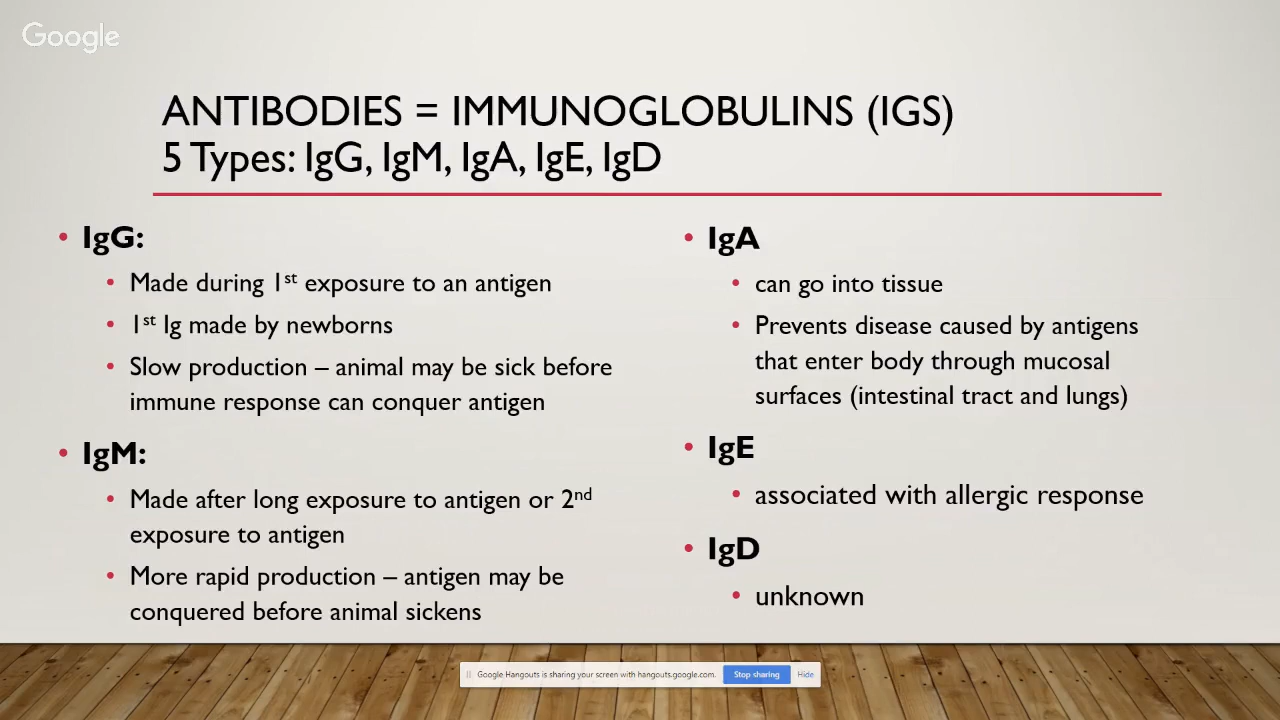 Google
ANTIBODIES = IMMUNOGLOBULINS (IGS)
5 Types: IgG, IgM, IgA, IgE, IgD
• IgG:
• Made during 1st exposure to an antigen
• 1st Ig made by newborns
• Slow production – animal may be sick before
immune response can conquer antigen
• IgM:
• Made after long exposure to antigen or 2nd
exposure to antigen
• More rapid production – antigen may be
conquered before animal sickens
• IgA
• can go into tissue
• Prevents disease caused by antigens
that enter body through mucosal
surfaces (intestinal tract and lungs)
• IgE
• associated with allergic response
• IgD
• unknown
Google Hangouts is sharing your screen with hangouts.google.com. Stop sharing Hide